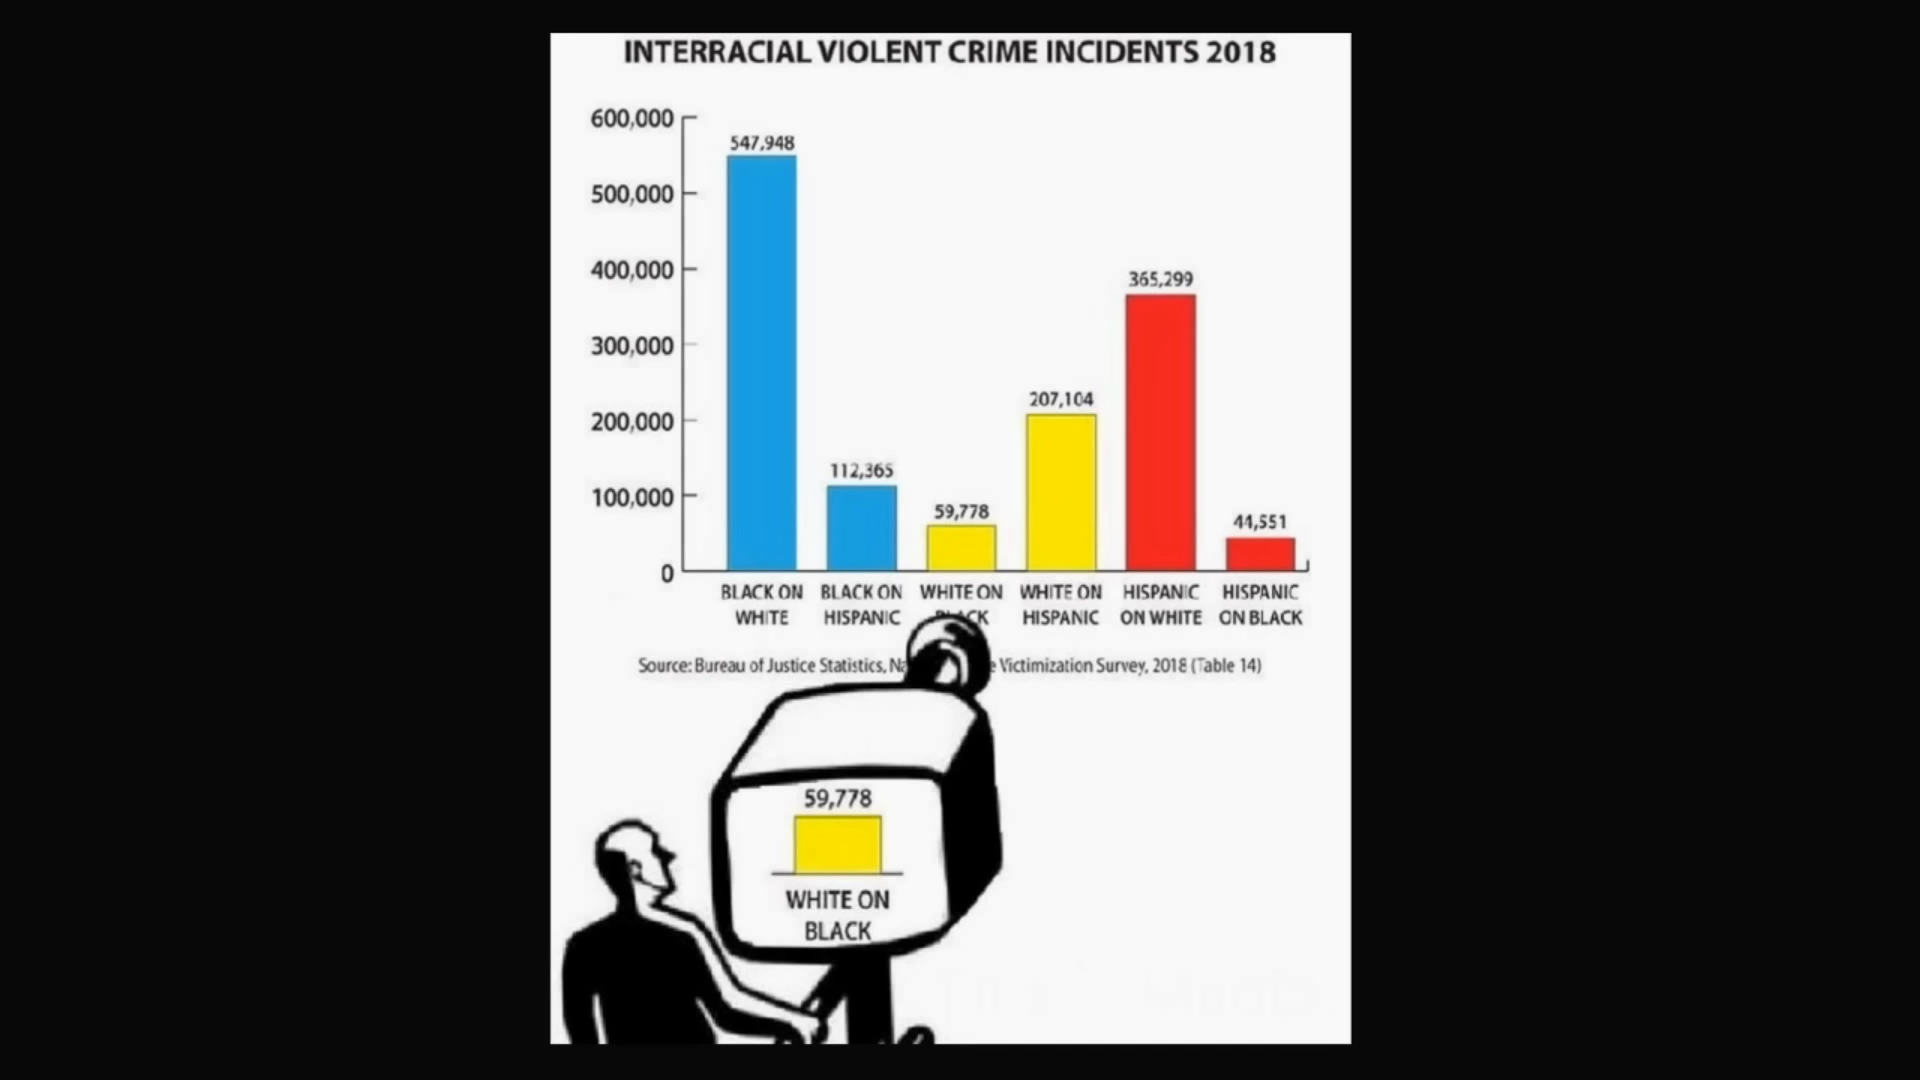 INTERRACIAL VIOLENT CRIME INCIDENTS 2018
600,000
500,000
400,000
300,000
200,000
100,000
0
547,948
112,365
59,778
207,104
365,299
44,551
BLACK ON WHITE
BLACK ON HISPANIC
WHITE ON
WHITE ON HISPANIC
HISPANIC ON WHITE
HISPANIC ON BLACK
Source: Bureau of Justice Statistics, Victimization Survey, 2018 (Table 14)
59,778
WHITE ON
BLACK